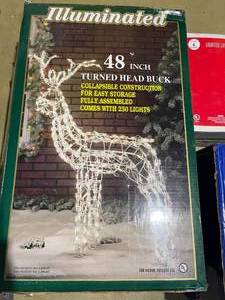 Illuminated
48 INCH
TURNED HEAD BUCK
COLLAPSIBLE CONSTRUCTION
FOR EASY STORAGE
FULLY ASSEMBLED
COMES WITH 250 LIGHTS